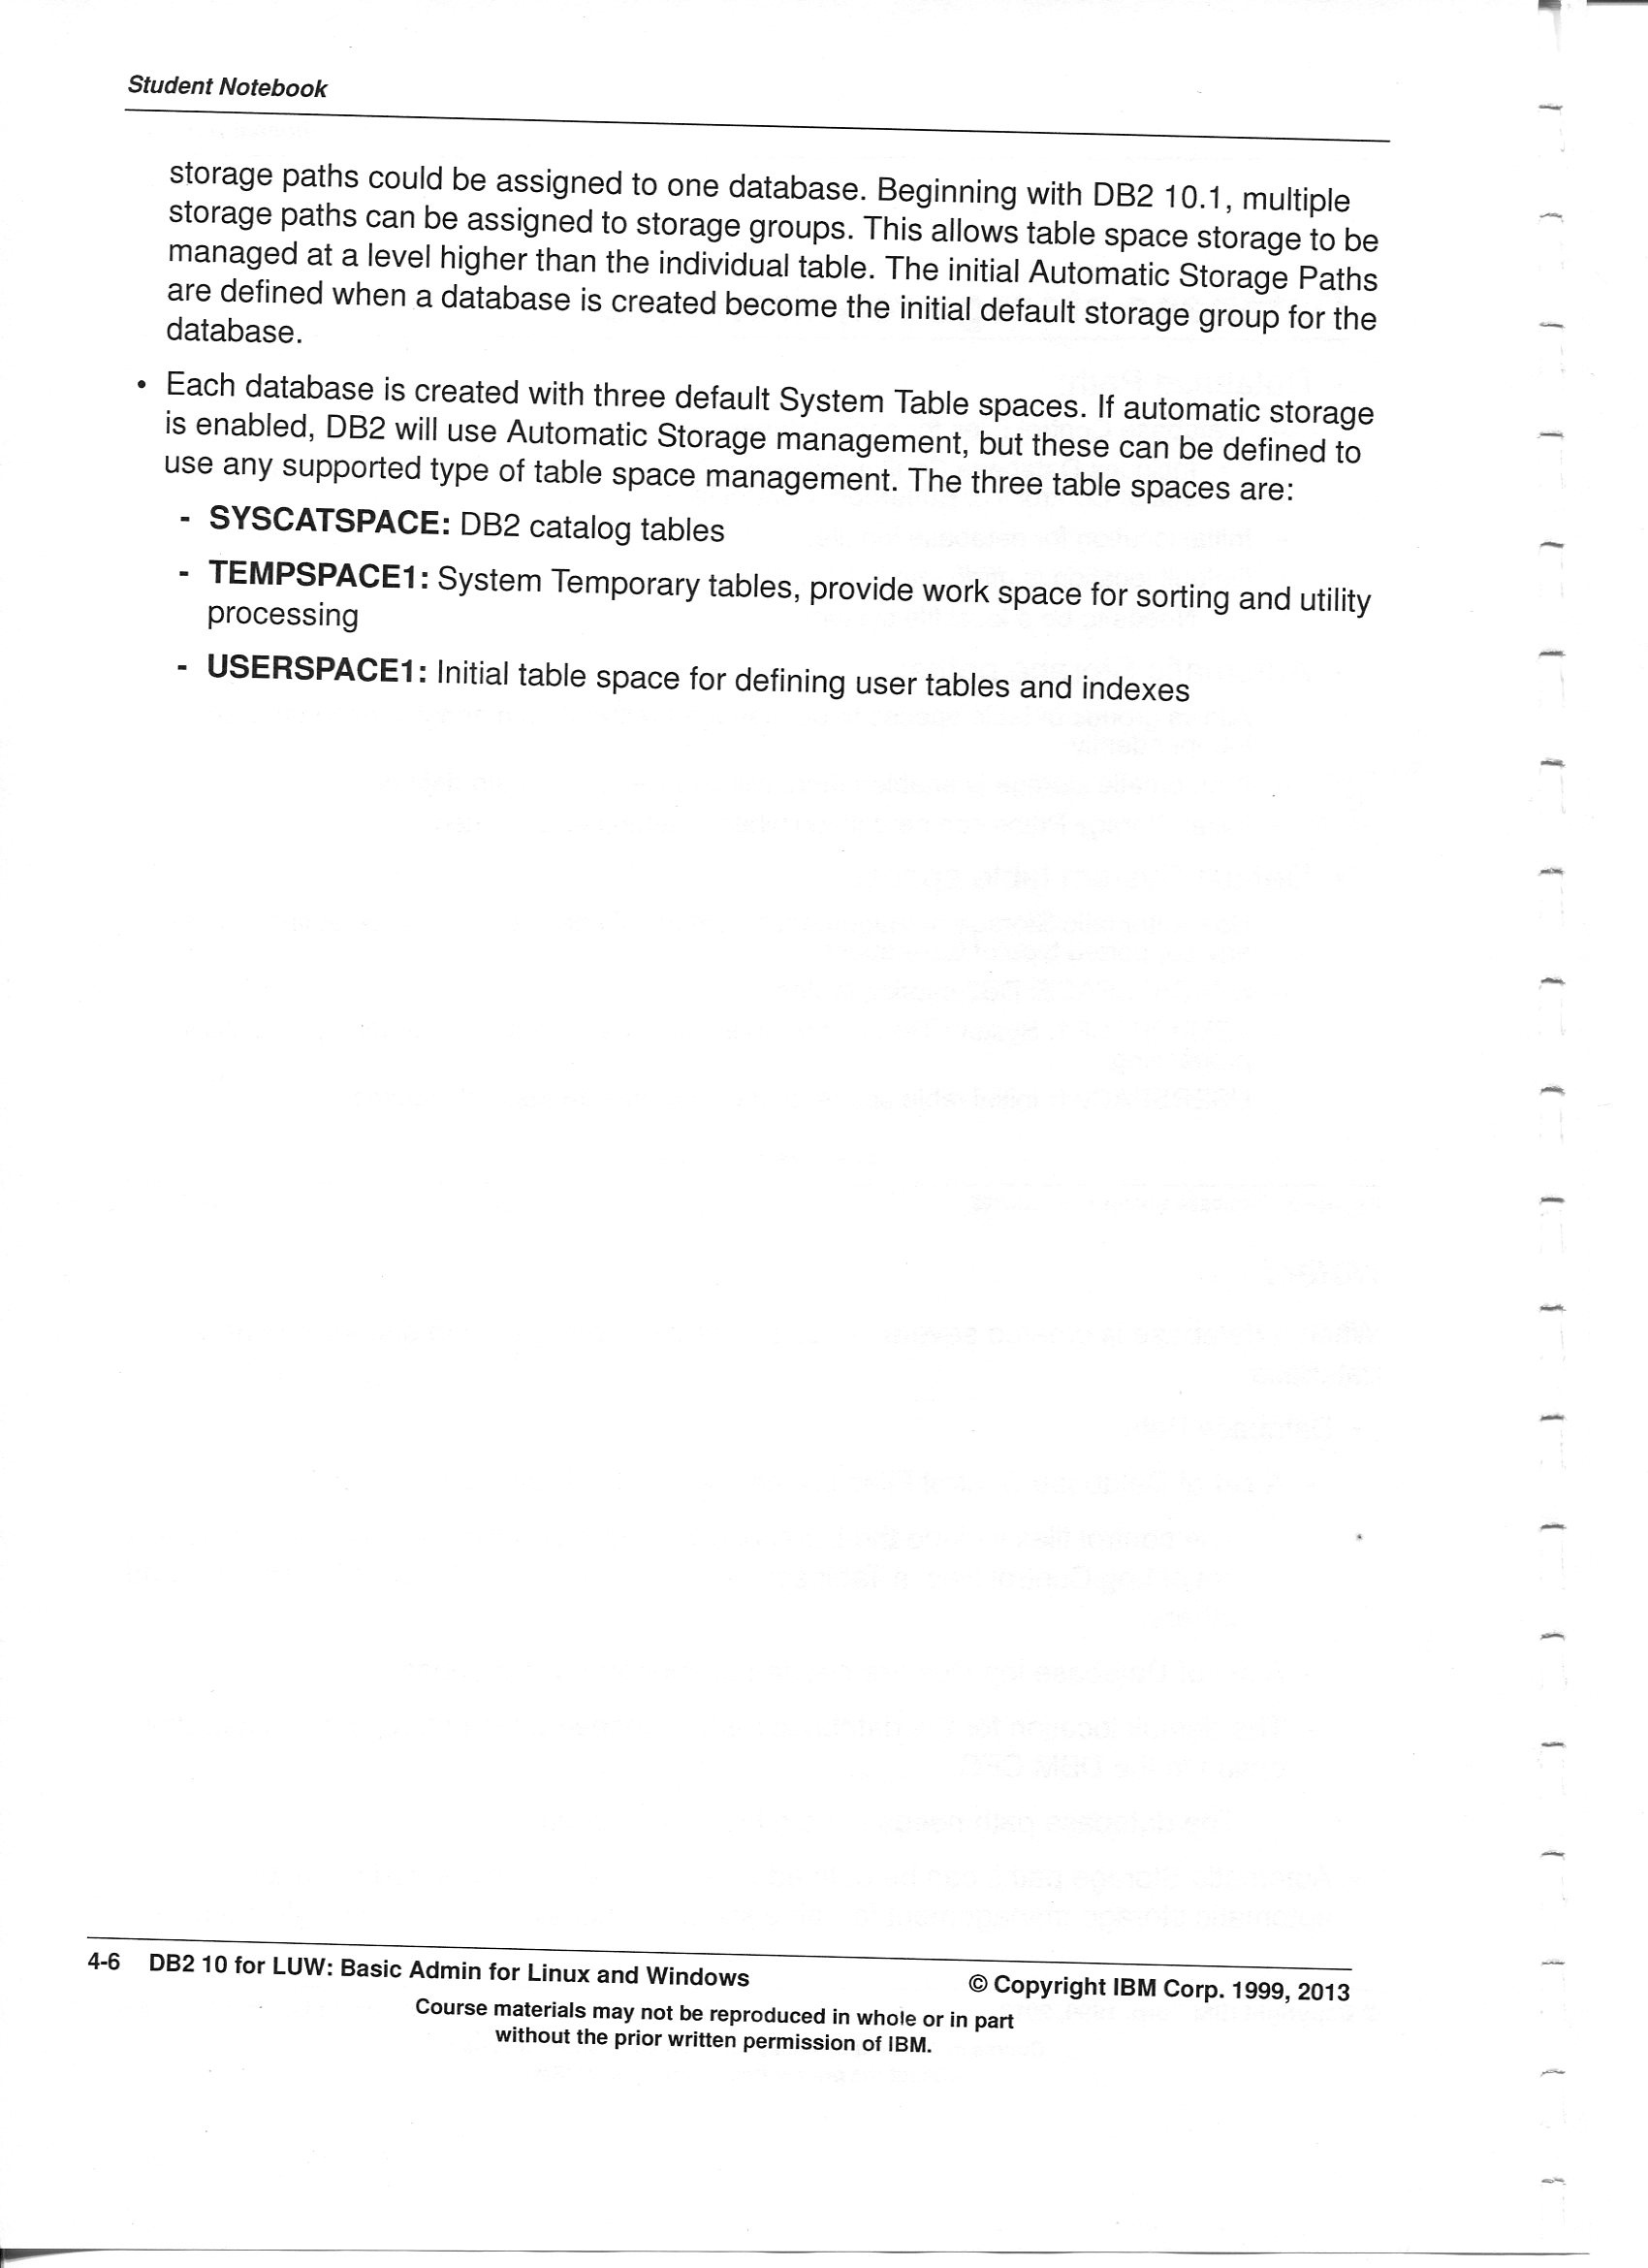 Student Notebook
storage paths could be assigned to one database. Beginning with DB2 10.1, multiple
storage paths can be assigned to storage groups. This allows table space storage to be
managed at a level higher than the individual table. The initial Automatic Storage Paths
are defined when a database is created become the initial default storage group for the
database.
• Each database is created with three default System Table spaces. If automatic storage
is enabled, DB2 will use Automatic Storage management, but these can be defined to
use any supported type of table space management. The three table spaces are:
- SYSCATSPACE: DB2 catalog tables
- TEMPSPACE1: System Temporary tables, provide work space for sorting and utility
processing
- USERSPACE1: Initial table space for defining user tables and indexes
4-6 DB2 10 for LUW: Basic Admin for Linux and Windows © Copyright IBM Corp. 1999, 2013
Course materials may not be reproduced in whole or in part
without the prior written permission of IBM.